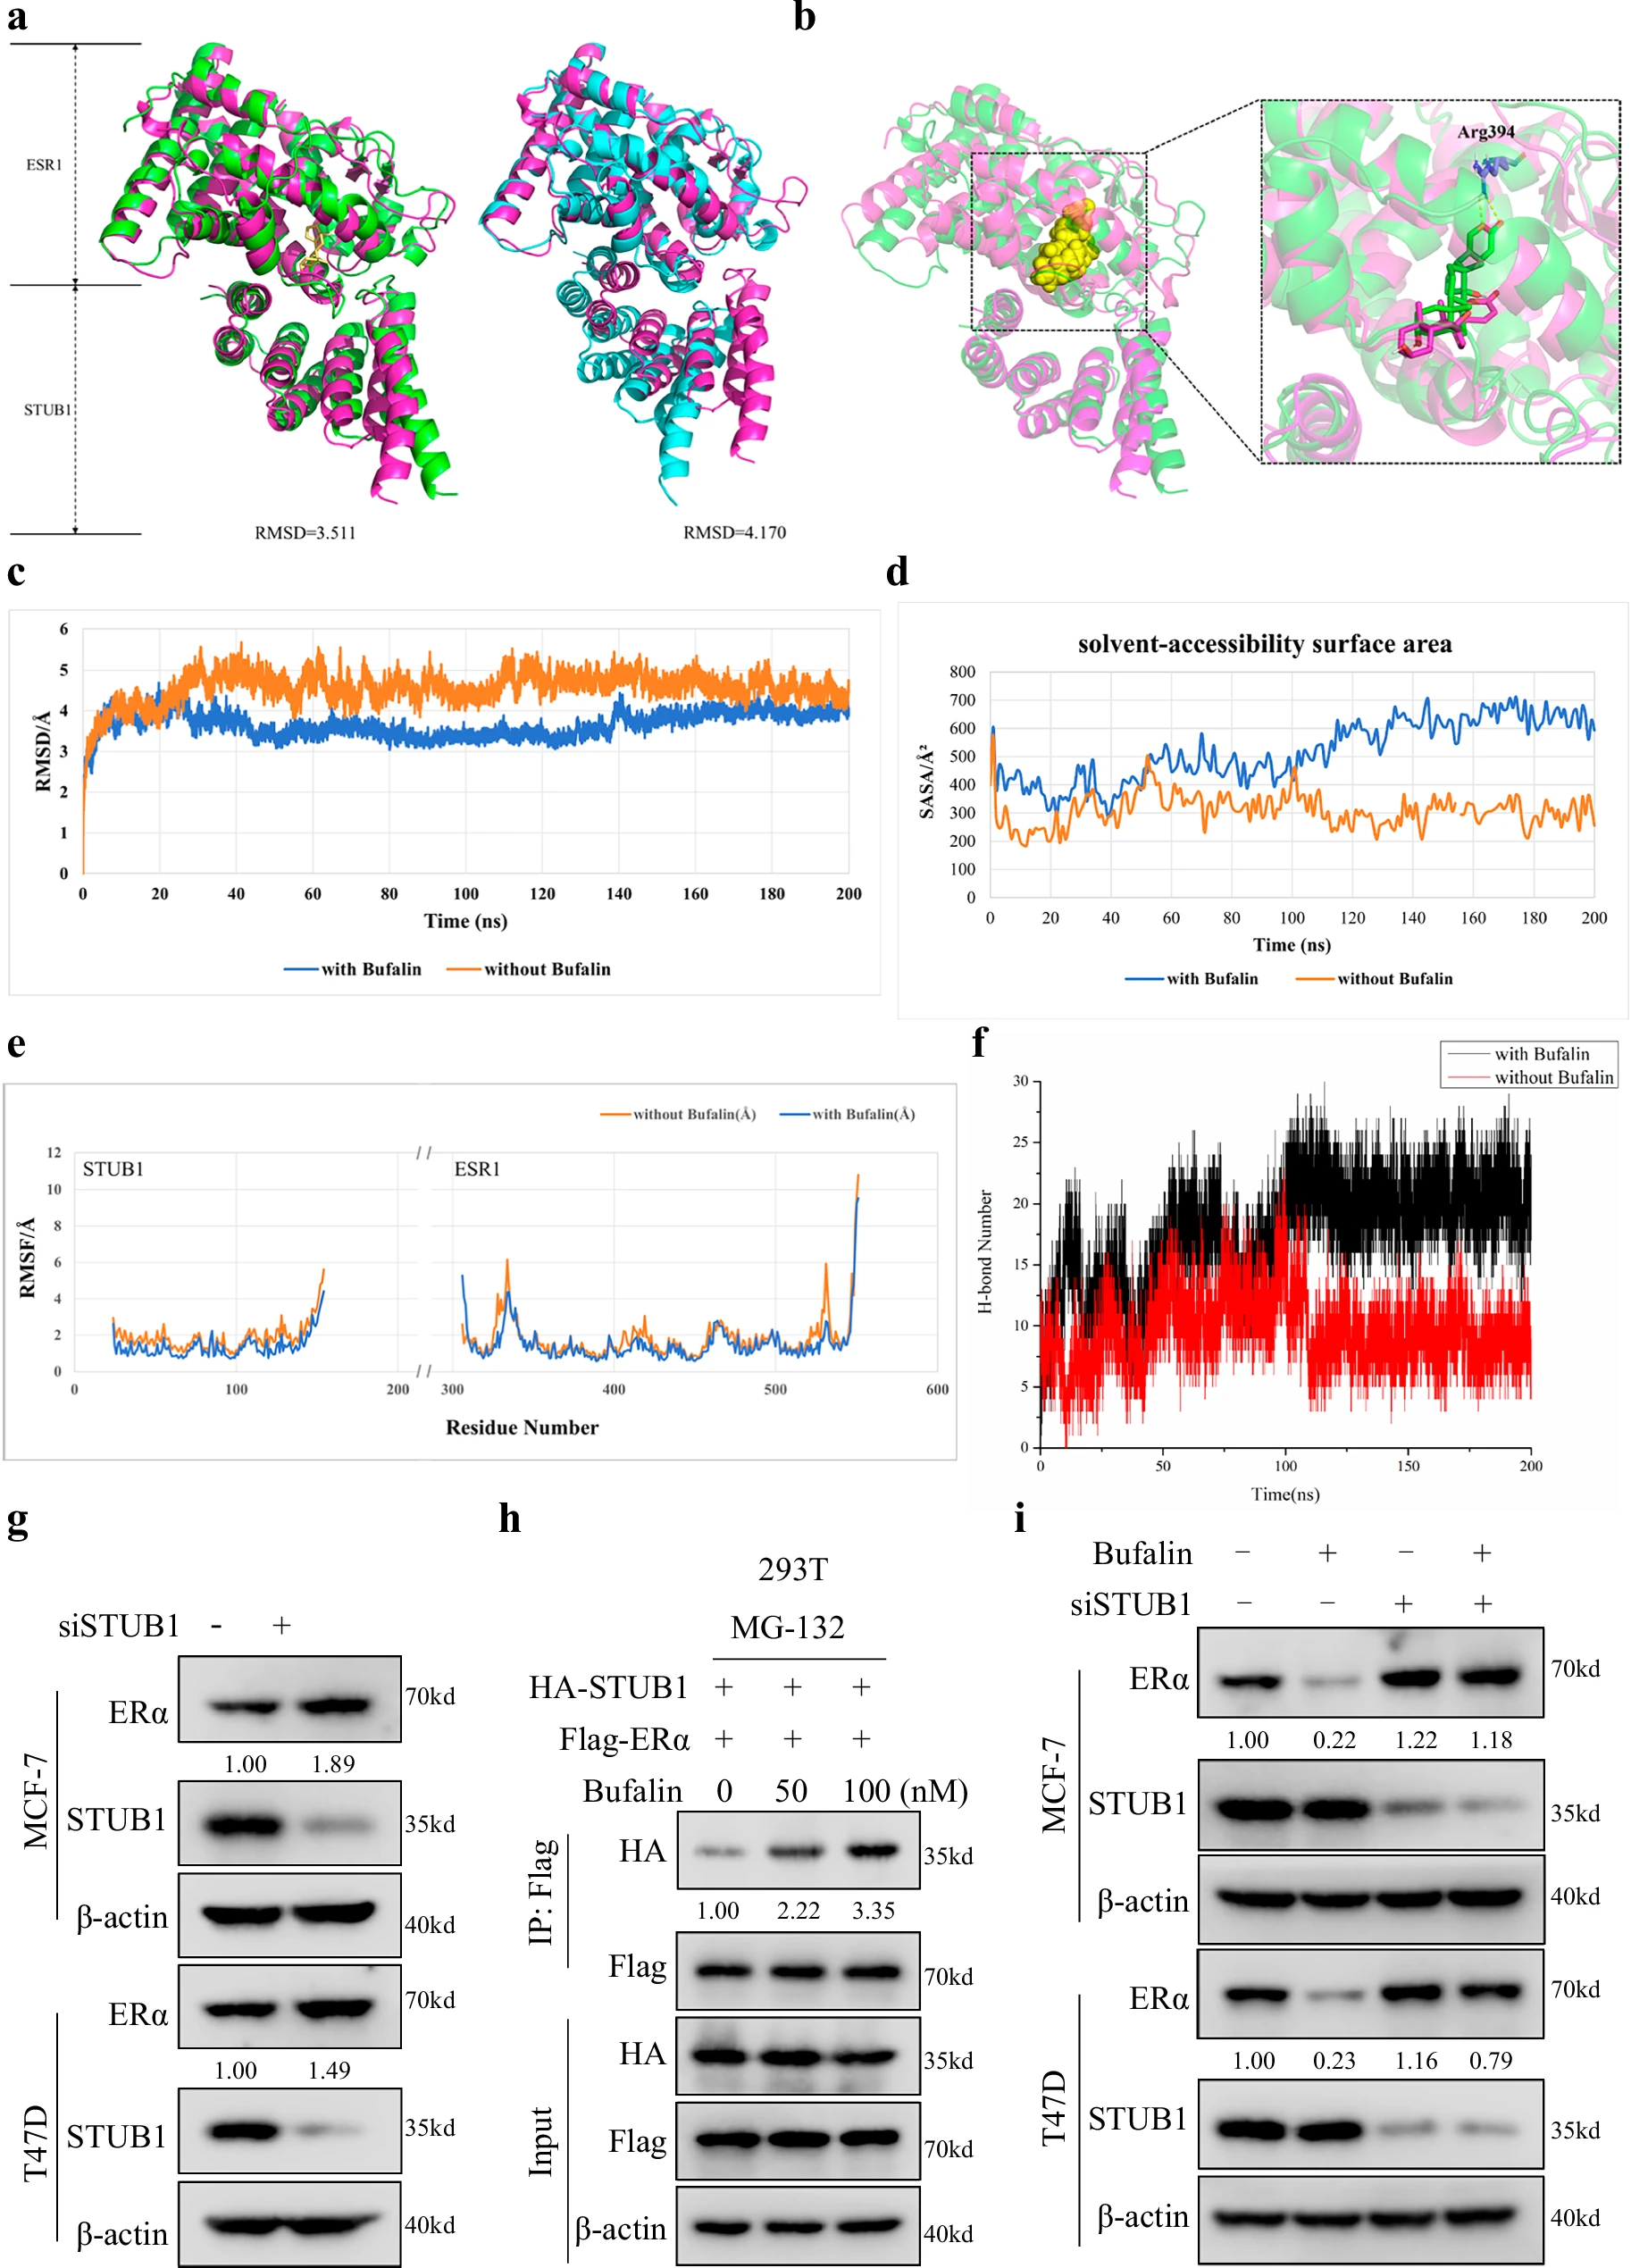 a
b
ESR1
STUB1
RMSD=3.511
RMSD=4.170
Arg394
c
d
6
5
4
3
2
1
0
RMSD/Å
0 20 40 60 80 100 120 140 160 180 200
Time (ns)
with Bufalin without Bufalin
solvent-accessibility surface area
800
700
600
500
400
300
200
100
0
SASA/Å²
0 20 40 60 80 100 120 140 160 180 200
Time (ns)
with Bufalin without Bufalin
e
f
without Bufalin(Å) with Bufalin(Å)
STUB1 // ESR1
12
10
8
6
4
2
0
RMSF/Å
0 100 200 // 300 400 500 600
Residue Number
with Bufalin
without Bufalin
30
25
20
15
10
5
0
H-bond Number
0 50 100 150 200
Time(ns)
g
siSTUB1 - +
MCF-7
ERα 70kd
1.00 1.89
STUB1 35kd
β-actin 40kd
T47D
ERα 70kd
1.00 1.49
STUB1 35kd
β-actin 40kd
h
293T
MG-132
HA-STUB1 + + +
Flag-ERα + + +
Bufalin 0 50 100 (nM)
IP: Flag
HA 35kd
1.00 2.22 3.35
Flag 70kd
Input
HA 35kd
Flag 70kd
β-actin 40kd
i
Bufalin − + − +
siSTUB1 − − + +
MCF-7
ERα 70kd
1.00 0.22 1.22 1.18
STUB1 35kd
β-actin 40kd
T47D
ERα 70kd
1.00 0.23 1.16 0.79
STUB1 35kd
β-actin 40kd